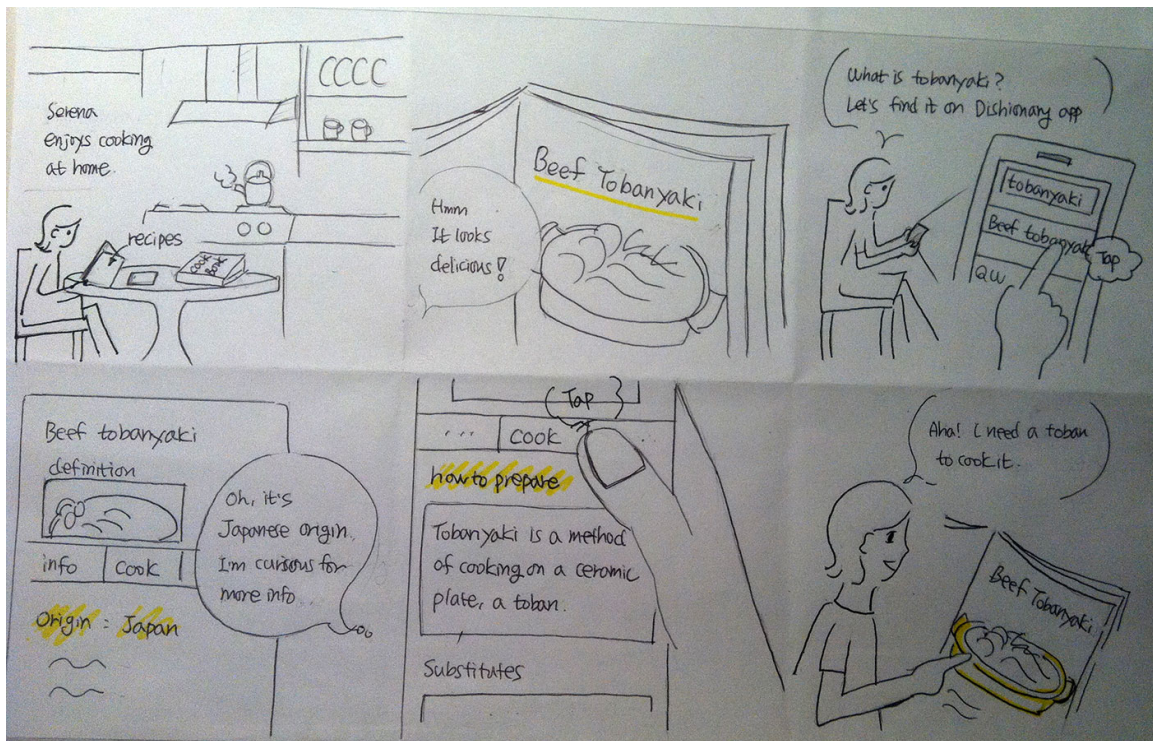 Serena
enjoys cooking
at home.
recipes
COOK
BOOK
Beef Tobanyaki
Hmm
It looks
delicious!
What is tobanyaki?
Let's find it on Dishionary app
tobanyaki
Beef tobanyaki
QW
Tap
Beef tobanyaki
definition
info
cook
Origin : Japan
Oh, it's
Japanese origin.
I'm curious for
more info
Tap
... cook
how to prepare
Tobanyaki is a method
of cooking on a ceramic
plate, a toban.
Substitutes
Aha! I need a toban
to cook it.
Beef Tobanyaki